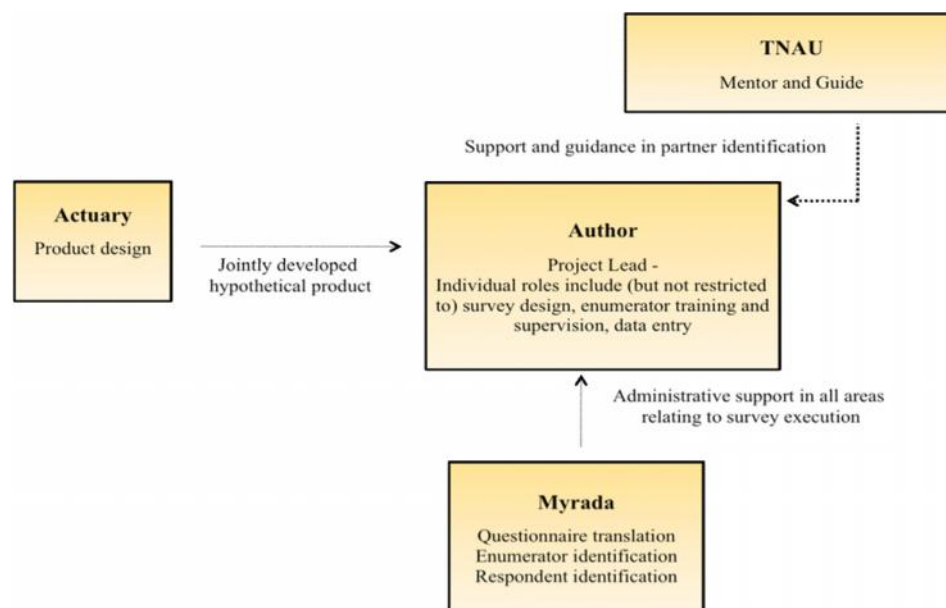 TNAU
Mentor and Guide
Support and guidance in partner identification
Actuary
Product design
Jointly developed
hypothetical product
Author
Project Lead -
Individual roles include (but not restricted
to) survey design, enumerator training and
supervision, data entry
Administrative support in all areas
relating to survey execution
Myrada
Questionnaire translation
Enumerator identification
Respondent identification